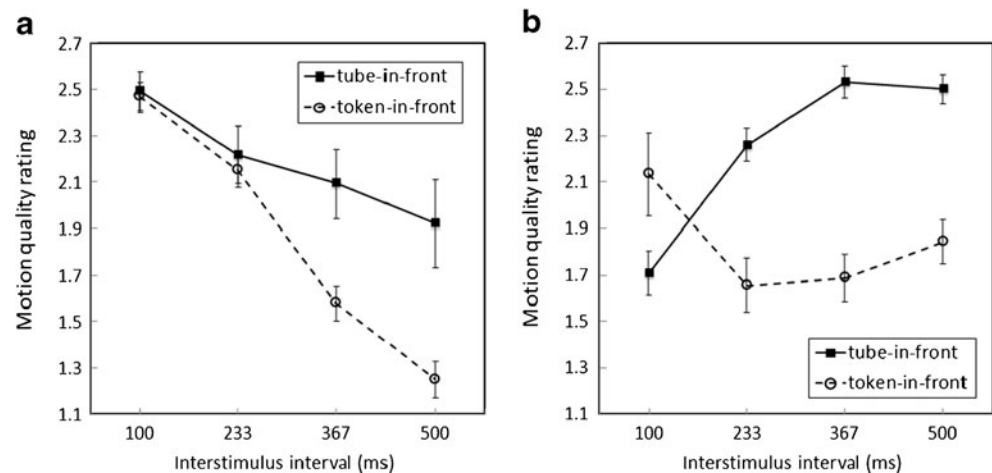 a
2.7
2.5
2.3
2.1
1.9
1.7
1.5
1.3
1.1
Motion quality rating
tube-in-front
token-in-front
100 233 367 500
Interstimulus interval (ms)
b
2.7
2.5
2.3
2.1
1.9
1.7
1.5
1.3
1.1
Motion quality rating
tube-in-front
token-in-front
100 233 367 500
Interstimulus interval (ms)